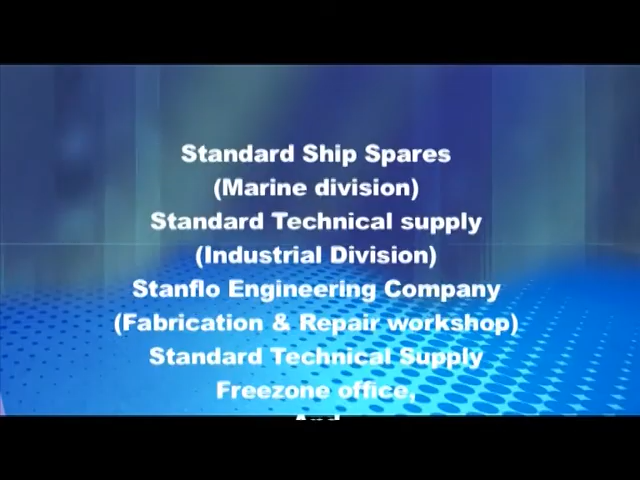 Standard Ship Spares
(Marine division)
Standard Technical supply
(Industrial Division)
Stanflo Engineering Company
(Fabrication & Repair workshop)
Standard Technical Supply
Freezone office,
And